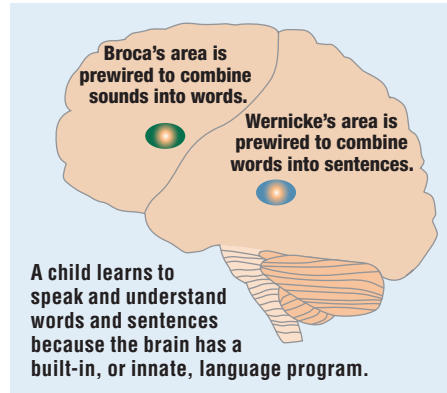 Broca's area is
prewired to combine
sounds into words.
Wernicke's area is
prewired to combine
words into sentences.
A child learns to
speak and understand
words and sentences
because the brain has a
built-in, or innate, language program.